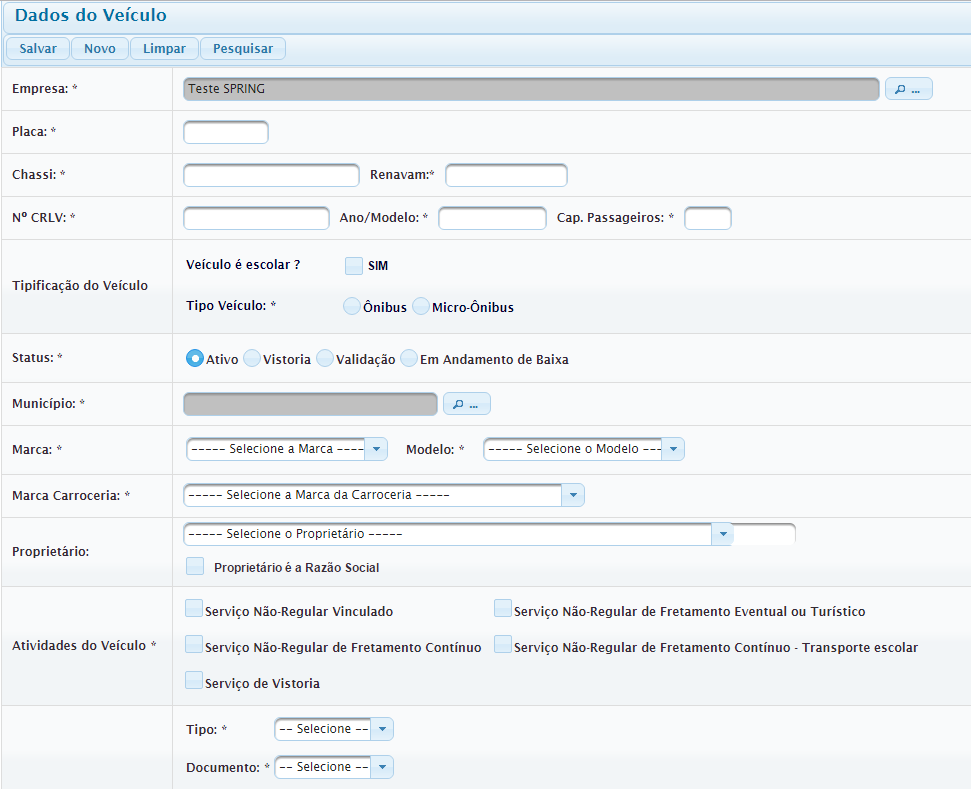 Dados do Veículo
Salvar Novo Limpar Pesquisar
Empresa: * Teste SPRING ...
Placa: *
Chassi: * Renavam:*
Nº CRLV: * Ano/Modelo: * Cap. Passageiros: *
Veículo é escolar ? SIM
Tipificação do Veículo
Tipo Veículo: * Ônibus Micro-Ônibus
Status: * Ativo Vistoria Validação Em Andamento de Baixa
Município: * ...
Marca: * ----- Selecione a Marca ---- Modelo: * ----- Selecione o Modelo ---
Marca Carroceria: * ----- Selecione a Marca da Carroceria -----
----- Selecione o Proprietário -----
Proprietário:
Proprietário é a Razão Social
Serviço Não-Regular Vinculado Serviço Não-Regular de Fretamento Eventual ou Turístico
Atividades do Veículo * Serviço Não-Regular de Fretamento Contínuo Serviço Não-Regular de Fretamento Contínuo - Transporte escolar
Serviço de Vistoria
Tipo: * -- Selecione --
Documento: * -- Selecione --